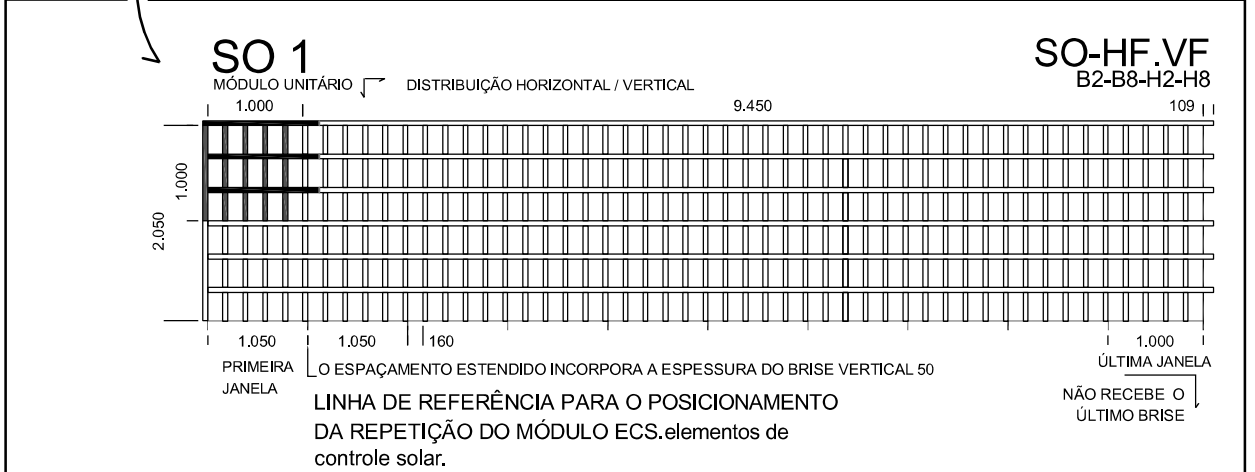 SO 1
SO-HF.VF
B2-B8-H2-H8
MÓDULO UNITÁRIO
DISTRIBUIÇÃO HORIZONTAL / VERTICAL
1.000
9.450
109
1.000
2.050
1.050
1.050
160
1.000
PRIMEIRA
JANELA
O ESPAÇAMENTO ESTENDIDO INCORPORA A ESPESSURA DO BRISE VERTICAL 50
ÚLTIMA JANELA
NÃO RECEBE O
ÚLTIMO BRISE
LINHA DE REFERÊNCIA PARA O POSICIONAMENTO
DA REPETIÇÃO DO MÓDULO ECS.elementos de
controle solar.